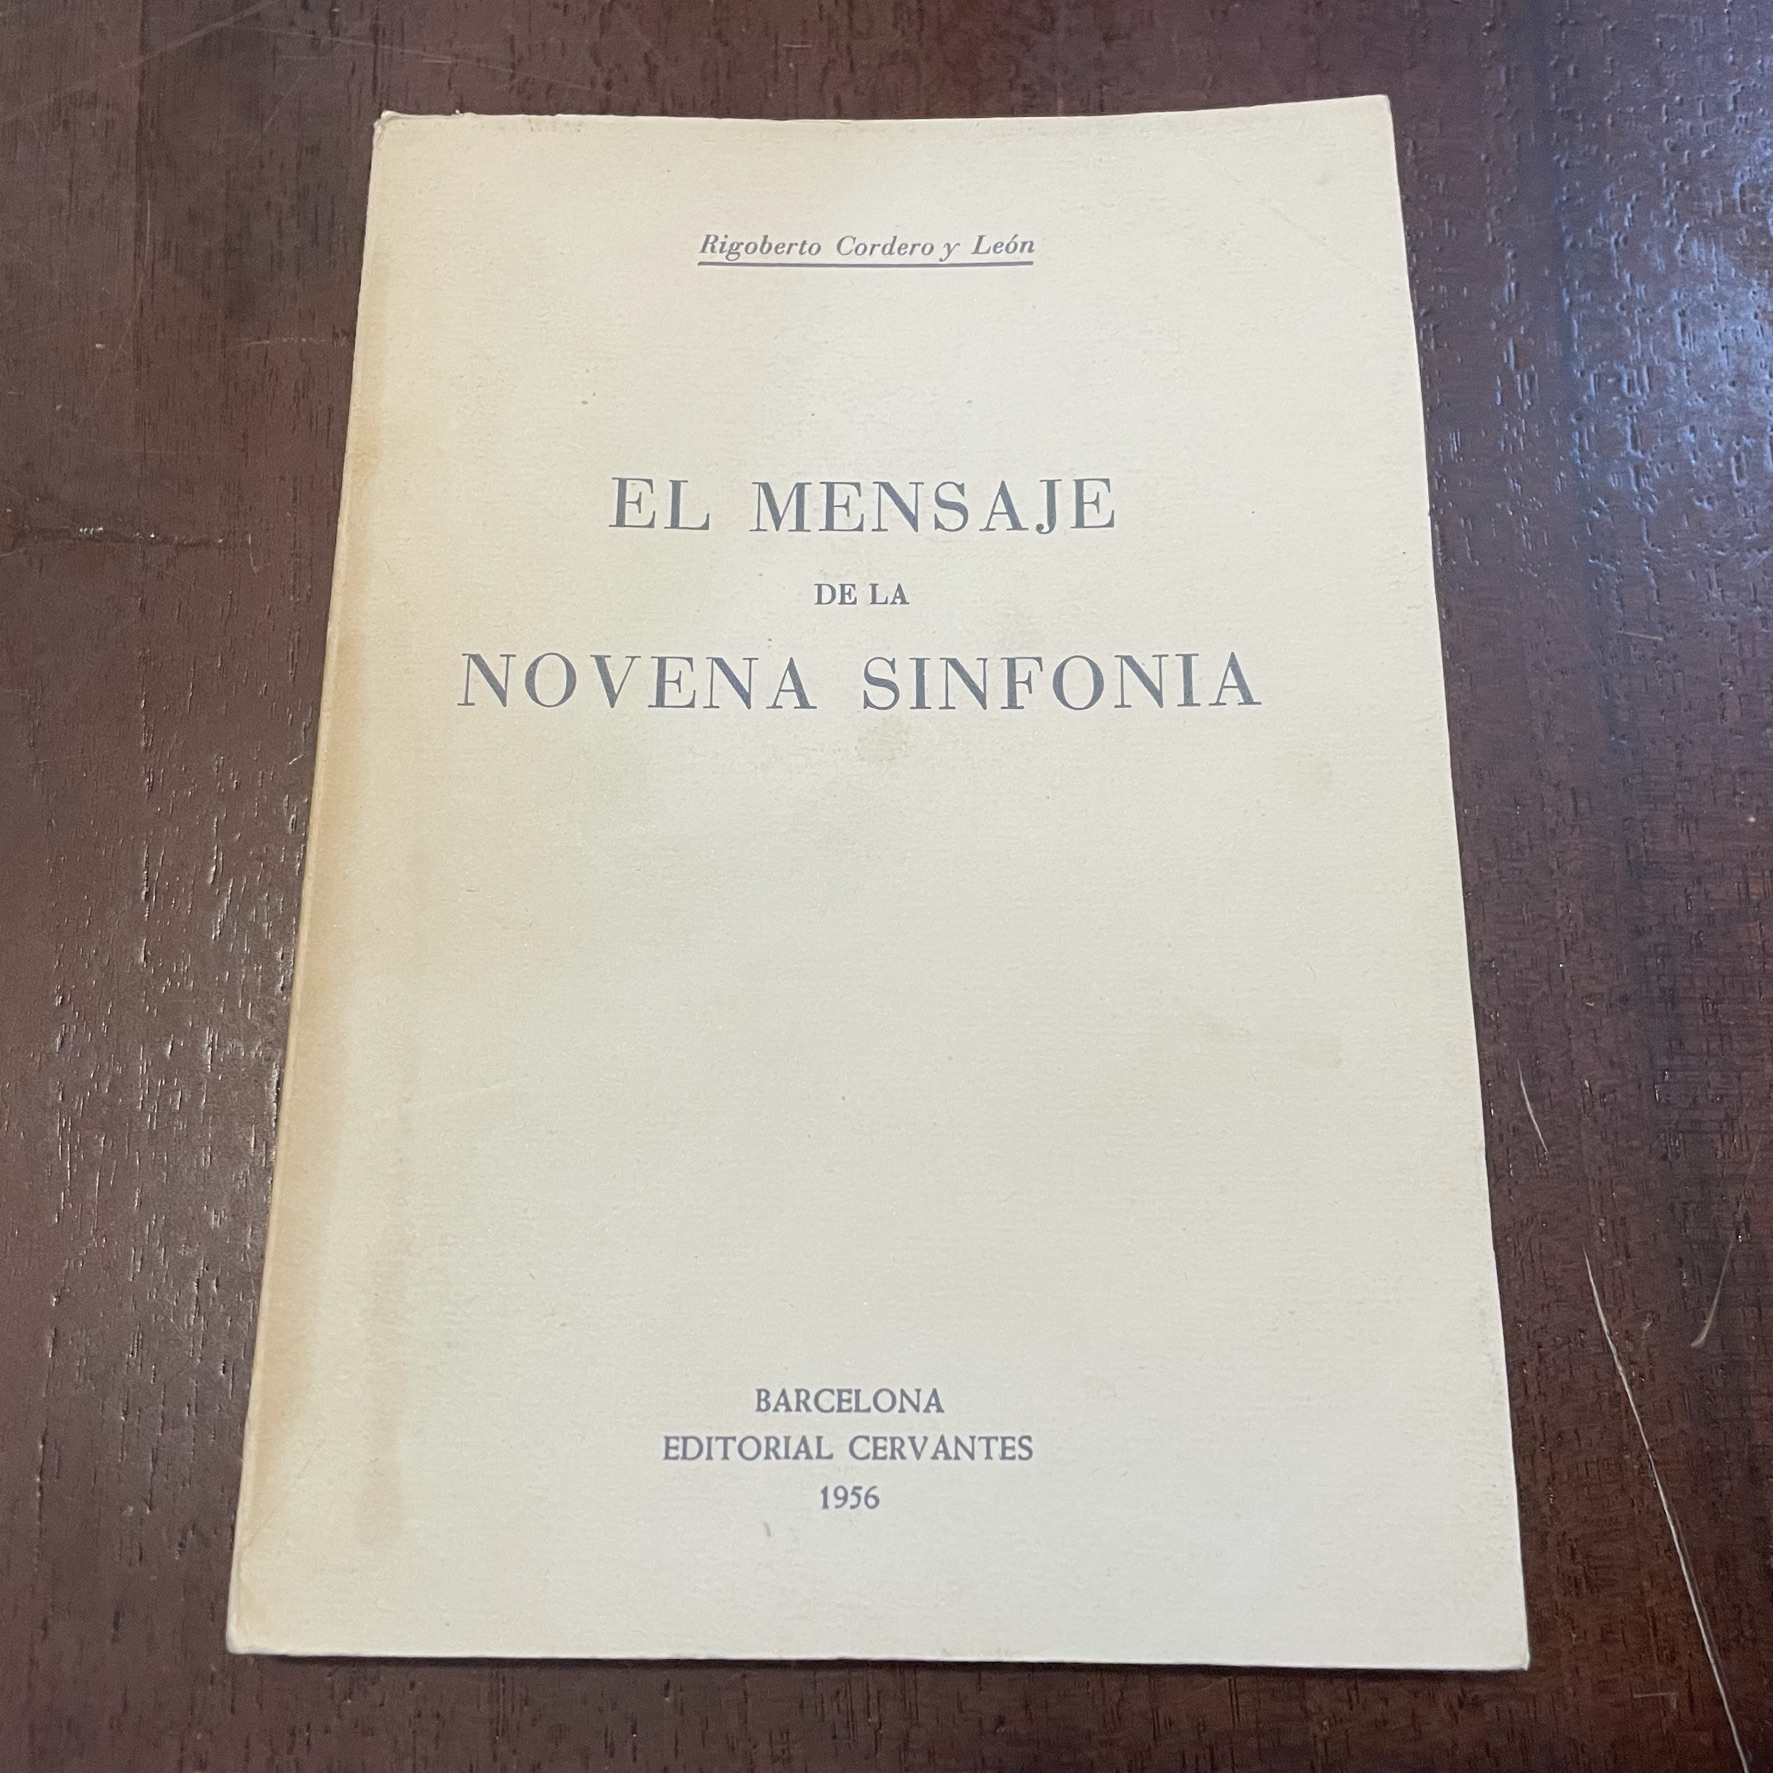 Rigoberto Cordero y León
EL MENSAJE
DE LA
NOVENA SINFONIA
BARCELONA
EDITORIAL CERVANTES
1956